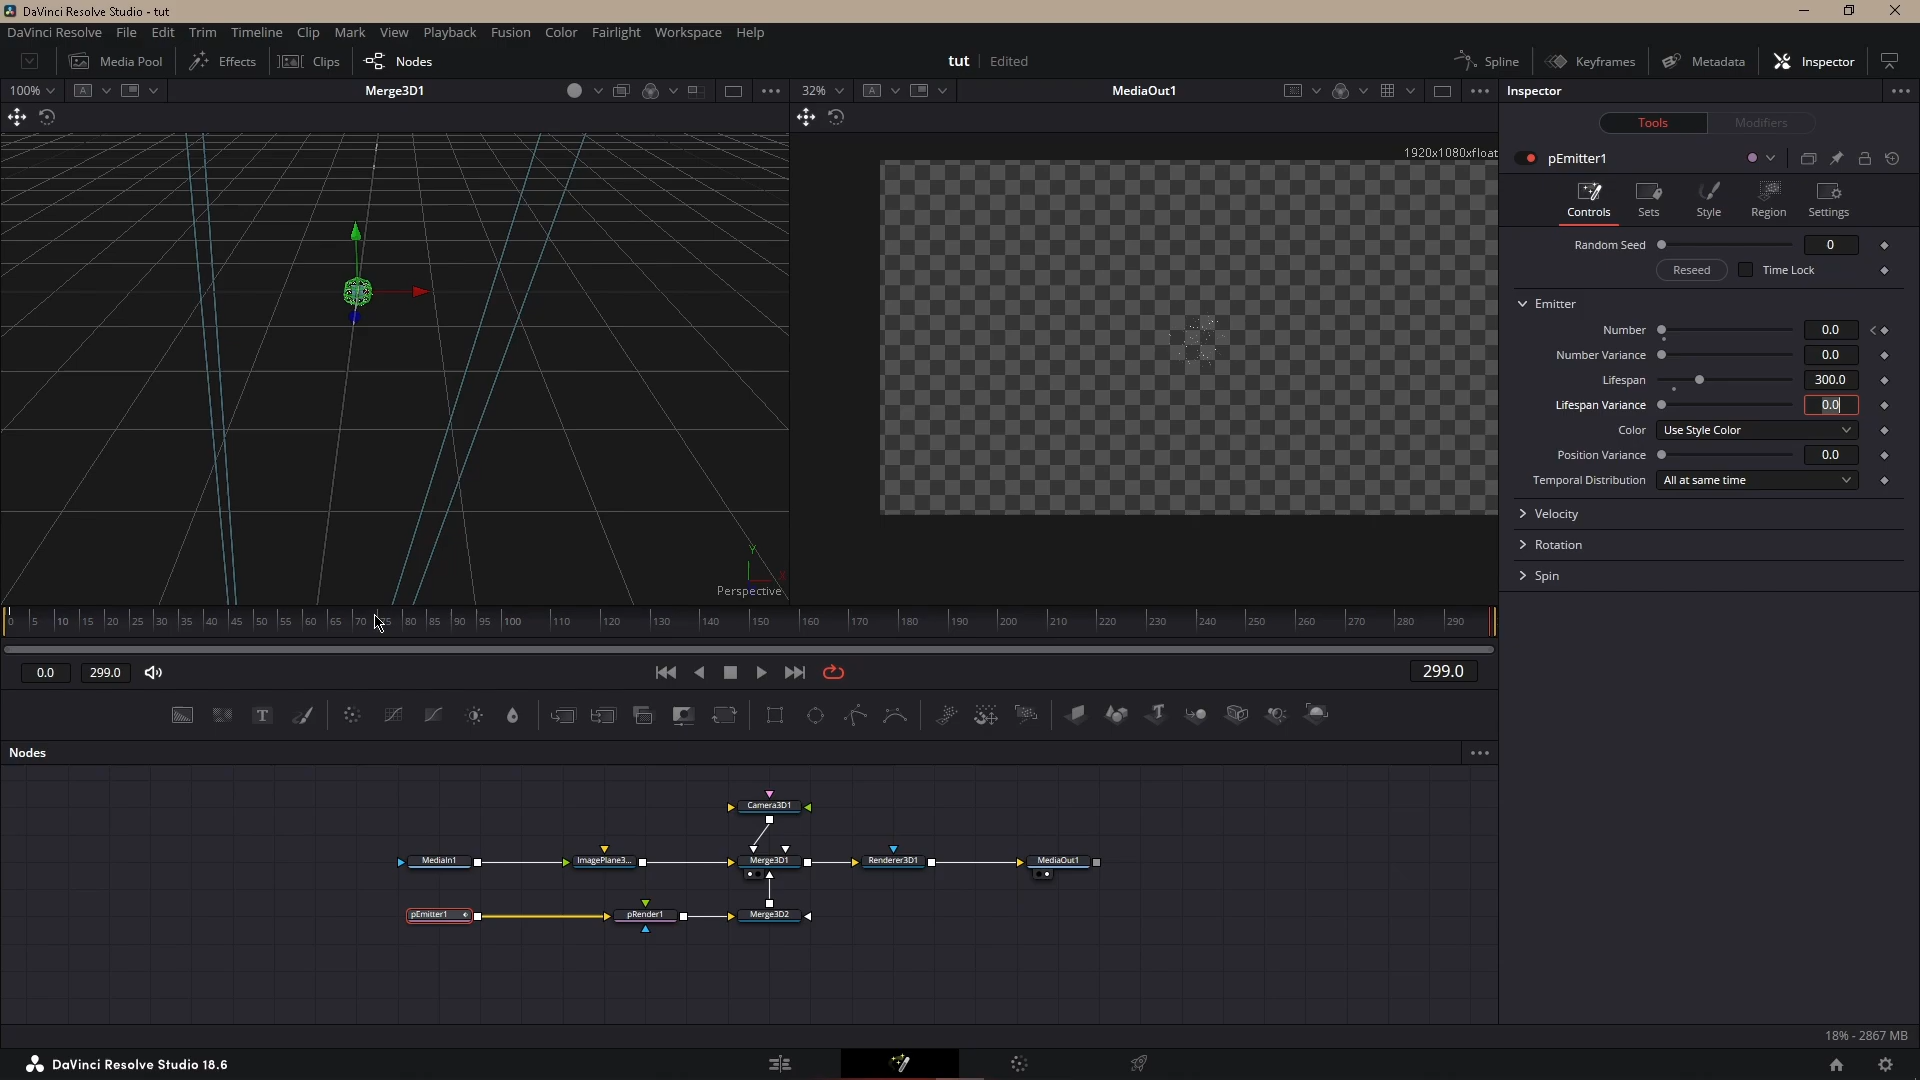 DaVinci Resolve Studio - tut
DaVinci Resolve File Edit Trim Timeline Clip Mark View Playback Fusion Color Fairlight Workspace Help
Media Pool Effects Clips Nodes tut Edited Spline Keyframes Metadata Inspector
100% A Merge3D1 32% A MediaOut1 Inspector
Tools Modifiers
1920x1080xfloat
pEmitter1
Controls Sets Style Region Settings
Random Seed 0
Reseed Time Lock
Emitter
Number 0.0
Number Variance 0.0
Lifespan 300.0
Lifespan Variance 0.0
Color Use Style Color
Position Variance 0.0
Temporal Distribution All at same time
Velocity
Rotation
Spin
Y
X
Perspective
0 5 10 15 20 25 30 35 40 45 50 55 60 65 70 75 80 85 90 95 100 110 120 130 140 150 160 170 180 190 200 210 220 230 240 250 260 270 280 290
0.0 299.0 299.0
T T
Nodes
Camera3D1
MediaIn1 ImagePlane3... Merge3D1 Renderer3D1 MediaOut1
pEmitter1 pRender1 Merge3D2
18% - 2867 MB
DaVinci Resolve Studio 18.6